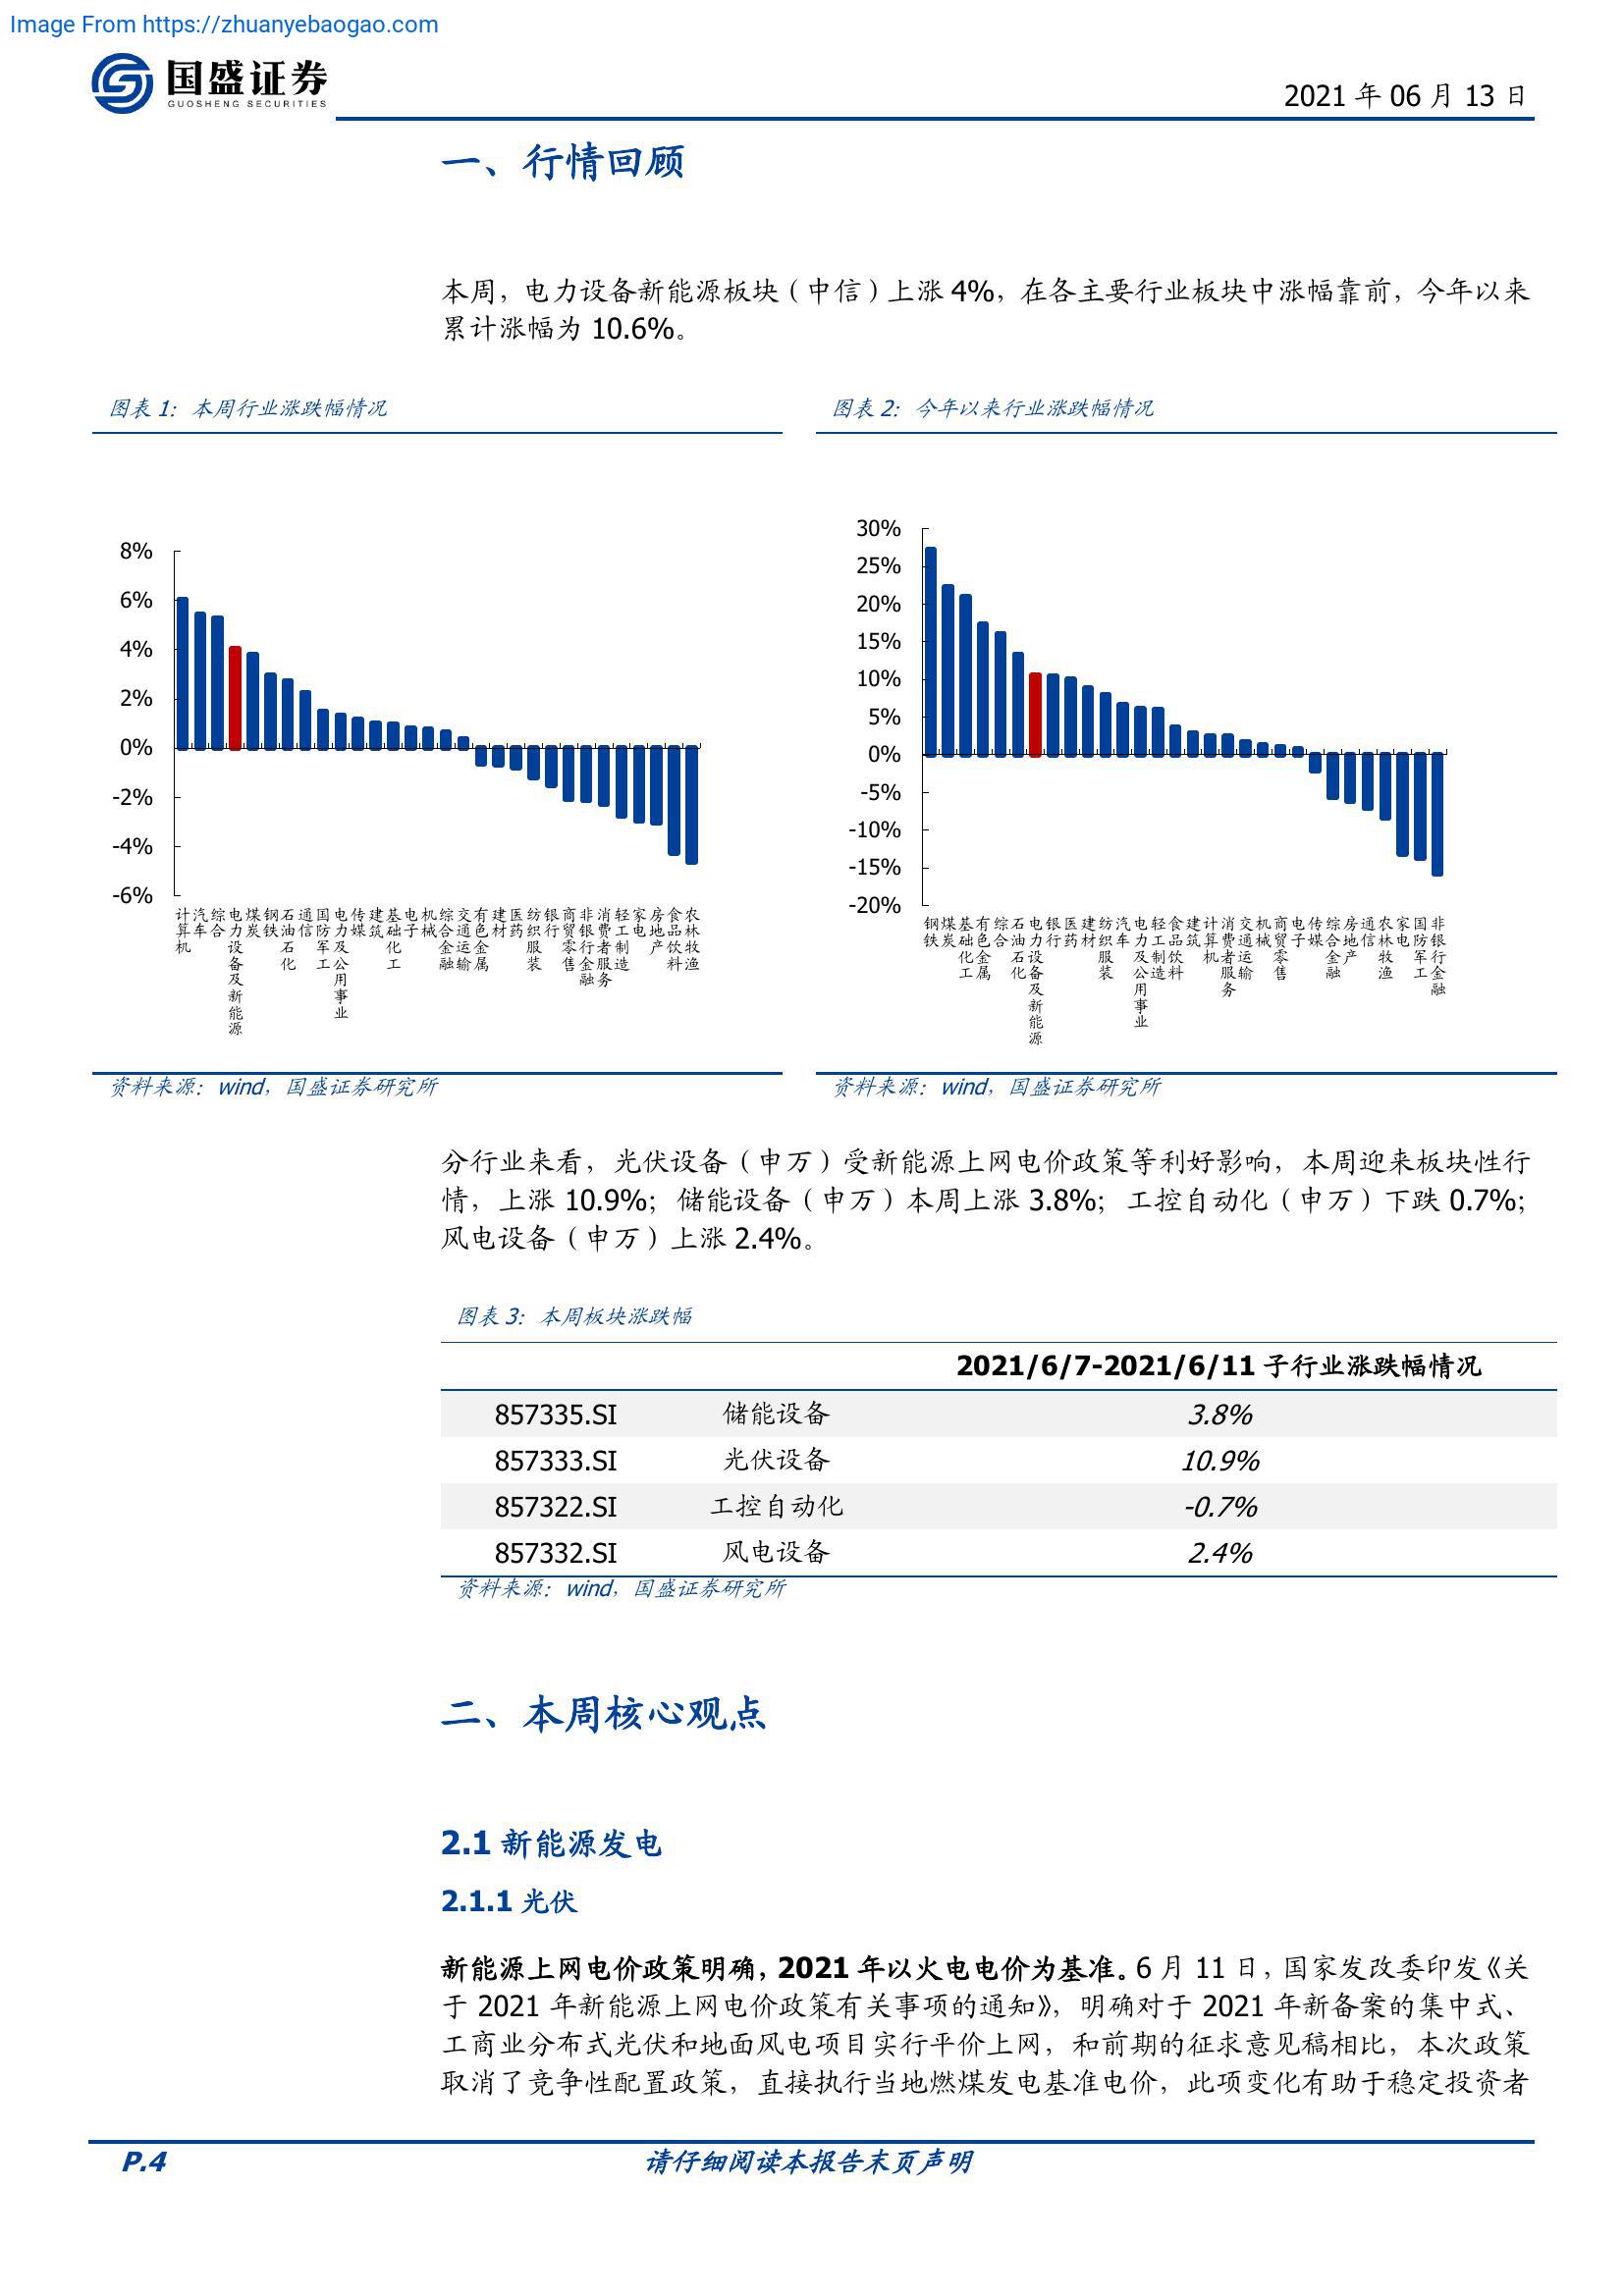 Image From https://zhuanyebaogao.com
国盛证券
GUOSHENG SECURITIES
2021 年 06 月 13 日
一、行情回顾
本周，电力设备新能源板块（中信）上涨 4%，在各主要行业板块中涨幅靠前，今年以来
累计涨幅为 10.6%。
图表 1：本周行业涨跌幅情况
8%
6%
4%
2%
0%
-2%
-4%
-6%
计算机
汽车
综合
电力设备及新能源
煤炭
钢铁
石油石化
通信
国防军工
电力及公用事业
传媒
建筑
基础化工
电子
机械
综合金融
交通运输
有色金属
建材
医药
纺织服装
银行
商贸零售
非银行金融
消费者服务
轻工制造
家电
房地产
食品饮料
农林牧渔
资料来源：wind，国盛证券研究所
图表 2：今年以来行业涨跌幅情况
30%
25%
20%
15%
10%
5%
0%
-5%
-10%
-15%
-20%
钢铁
煤炭
基础化工
有色金属
综合
石油石化
电力设备及新能源
银行
医药
建材
纺织服装
汽车
电力及公用事业
轻工制造
食品饮料
建筑
计算机
消费者服务
交通运输
机械
商贸零售
电子
传媒
综合金融
房地产
通信
农林牧渔
家电
国防军工
非银行金融
资料来源：wind，国盛证券研究所
分行业来看，光伏设备（申万）受新能源上网电价政策等利好影响，本周迎来板块性行
情，上涨 10.9%；储能设备（申万）本周上涨 3.8%；工控自动化（申万）下跌 0.7%；
风电设备（申万）上涨 2.4%。
图表 3：本周板块涨跌幅
2021/6/7-2021/6/11 子行业涨跌幅情况
857335.SI 储能设备 3.8%
857333.SI 光伏设备 10.9%
857322.SI 工控自动化 -0.7%
857332.SI 风电设备 2.4%
资料来源：wind，国盛证券研究所
二、本周核心观点
2.1 新能源发电
2.1.1 光伏
新能源上网电价政策明确，2021 年以火电电价为基准。6 月 11 日，国家发改委印发《关
于 2021 年新能源上网电价政策有关事项的通知》，明确对于 2021 年新备案的集中式、
工商业分布式光伏和地面风电项目实行平价上网，和前期的征求意见稿相比，本次政策
取消了竞争性配置政策，直接执行当地燃煤发电基准电价，此项变化有助于稳定投资者
P.4
请仔细阅读本报告末页声明